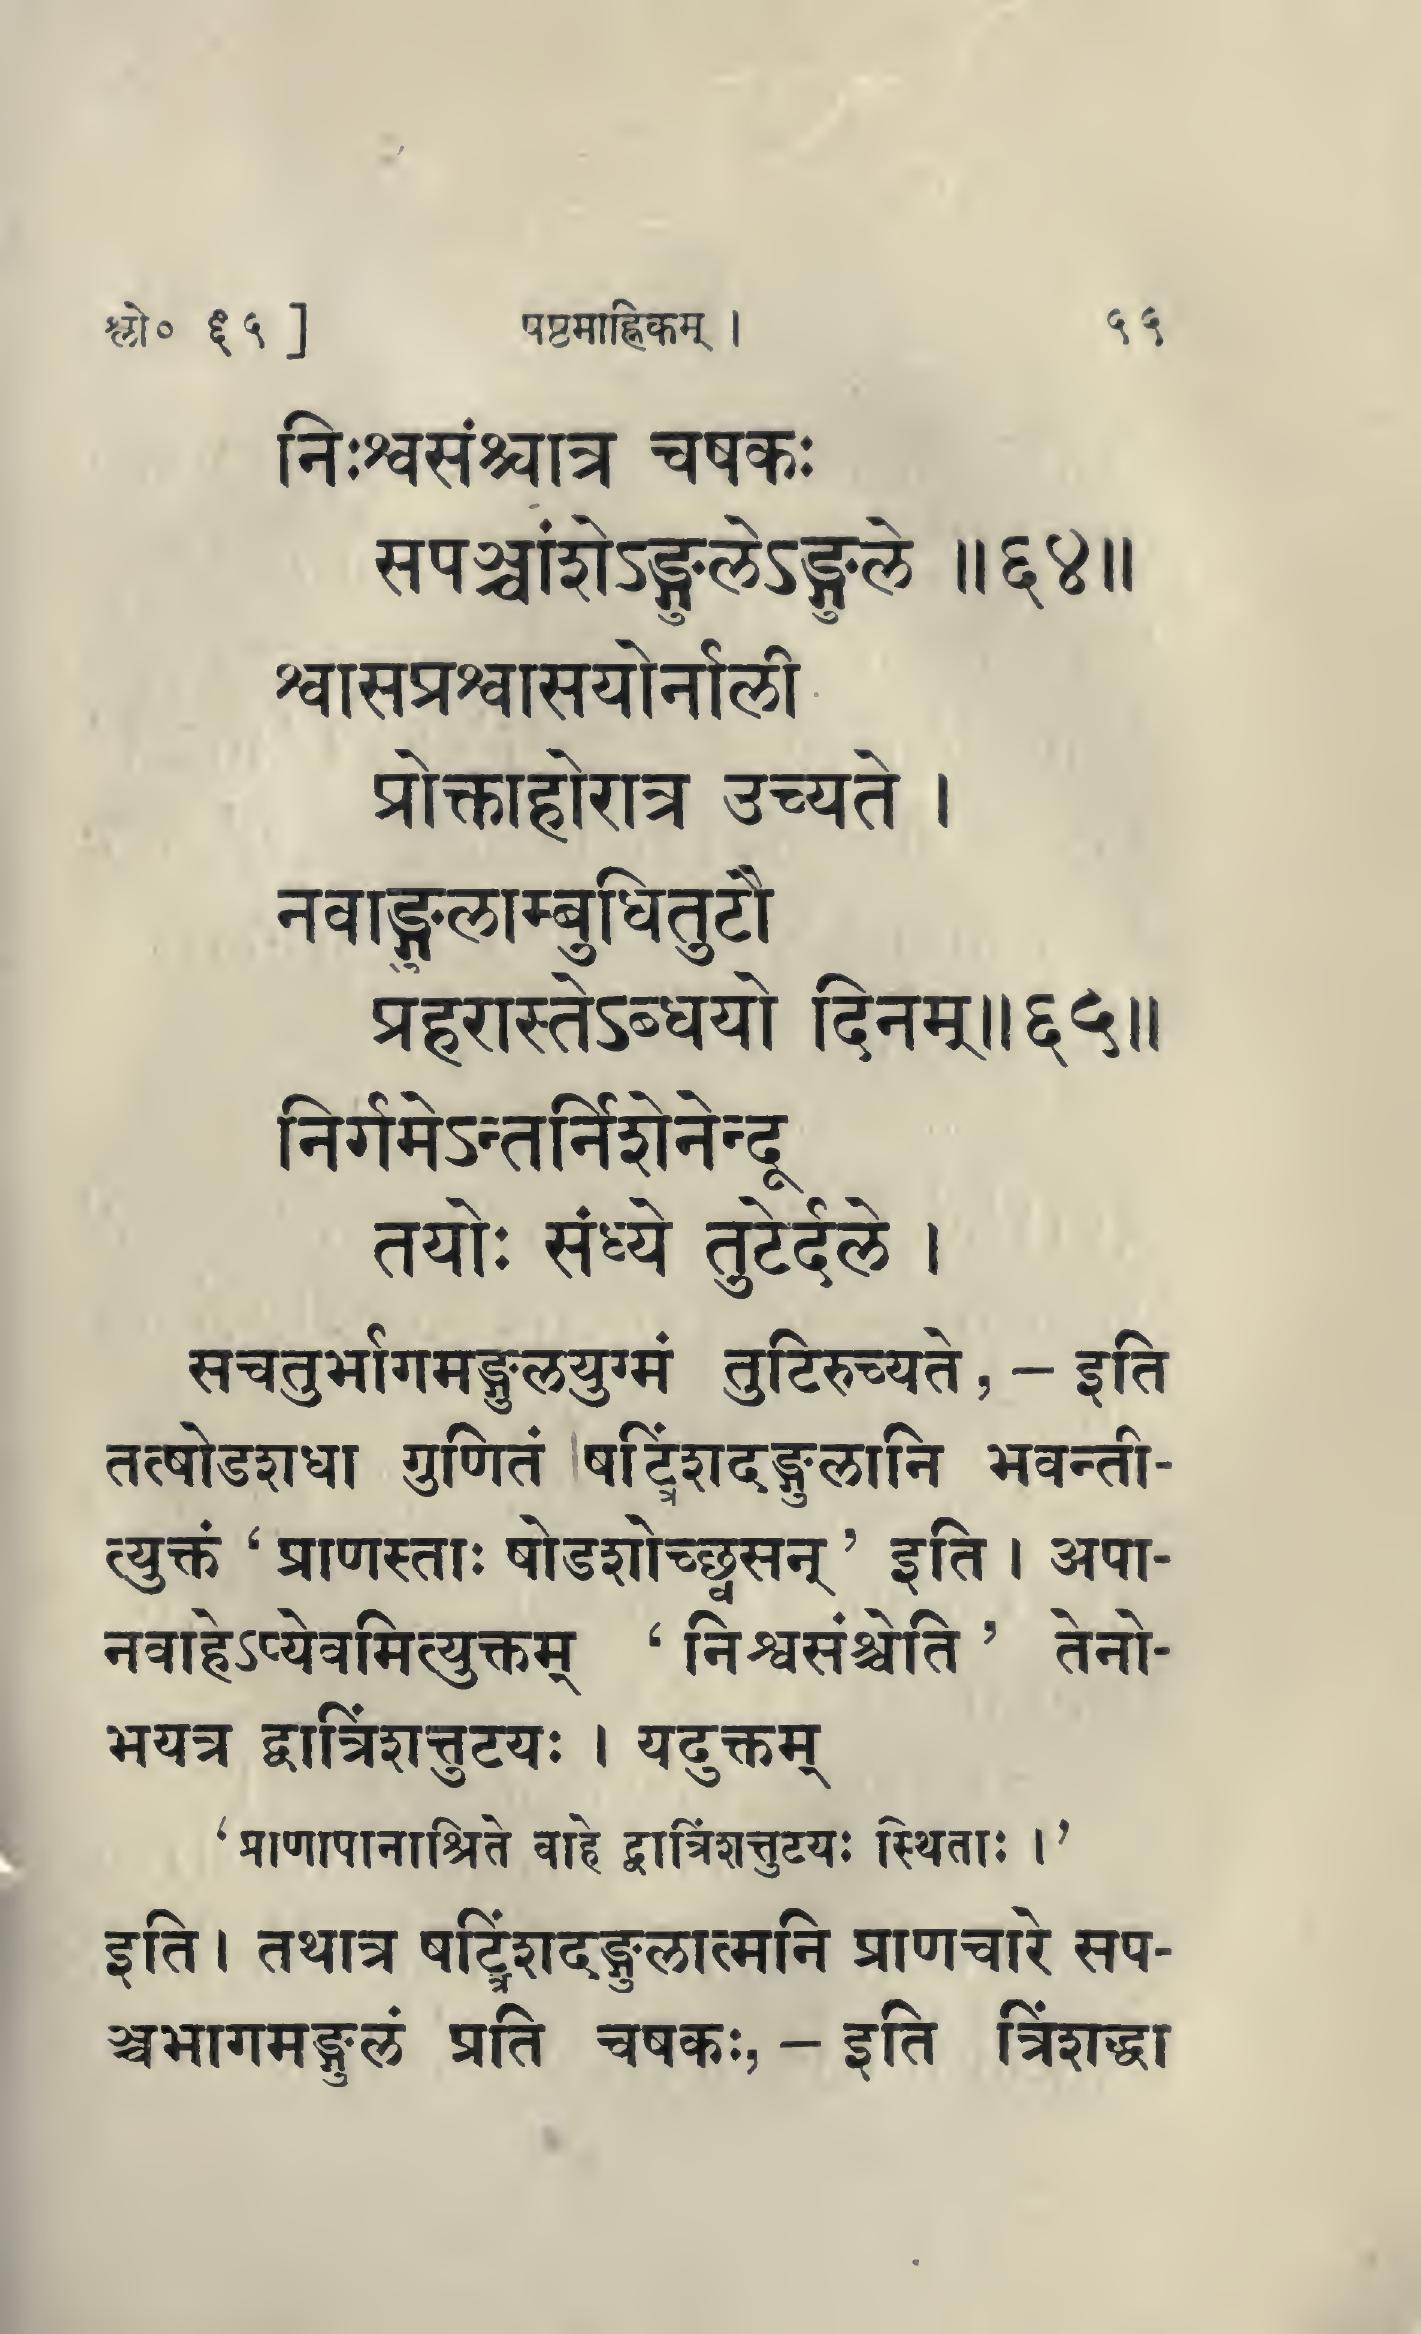 श्लो० ६५] षष्ठमाह्निकम् । ५५
निःश्वसंश्चात्र चषकः
सपञ्चांशेऽङ्गुलेऽङ्गुले ॥६४॥
श्वासप्रश्वासयोर्नाली
प्रोक्ताहोरात्र उच्यते ।
नवाङ्गुलाम्बुधितुटौ
प्रहरास्तेऽब्धयो दिनम्॥६५॥
निर्गमेऽन्तर्निशेनेन्दू
तयोः संध्ये तुटेर्दले ।
सचतुर्भागमङ्गुलयुग्मं तुटिरुच्यते, – इति
तत्षोडशधा गुणितं षट्त्रिंशदङ्गुलानि भवन्ती-
त्युक्तं ‘प्राणस्ताः षोडशोच्छ्वसन्’ इति । अपा-
नवाहेऽप्येवमित्युक्तम् ‘निश्वसंश्चेति’ तेनो-
भयत्र द्वात्रिंशत्तुटयः । यदुक्तम्
‘प्राणापानाश्रिते वाहे द्वात्रिंशत्तुटयः स्थिताः ।’
इति । तथात्र षट्त्रिंशदङ्गुलात्मनि प्राणचारे सप-
ञ्चभागमङ्गुलं प्रति चषकः, – इति त्रिंशद्धा